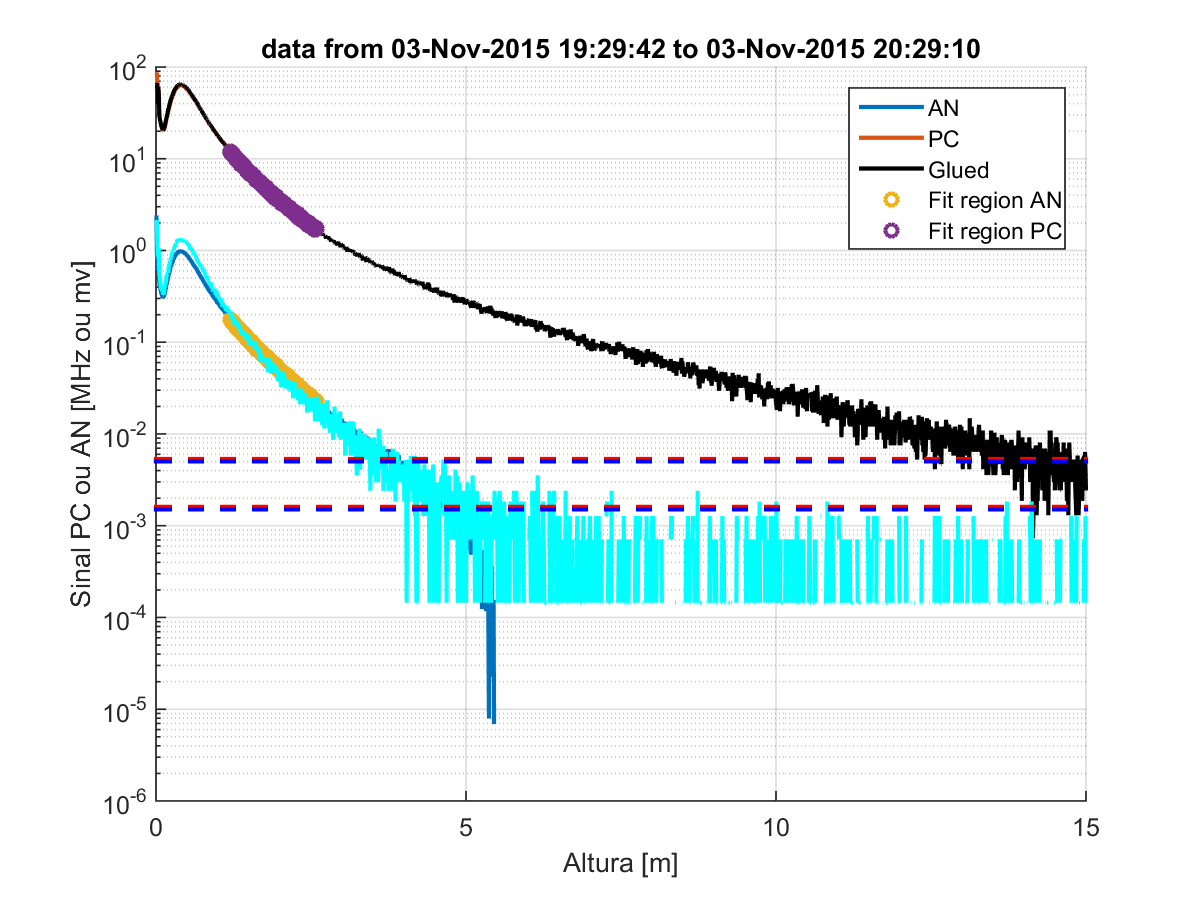 data from 03-Nov-2015 19:29:42 to 03-Nov-2015 20:29:10
Sinal PC ou AN [MHz ou mv]
10^2
10^1
10^0
10^-1
10^-2
10^-3
10^-4
10^-5
10^-6
AN
PC
Glued
Fit region AN
Fit region PC
0 5 10 15
Altura [m]